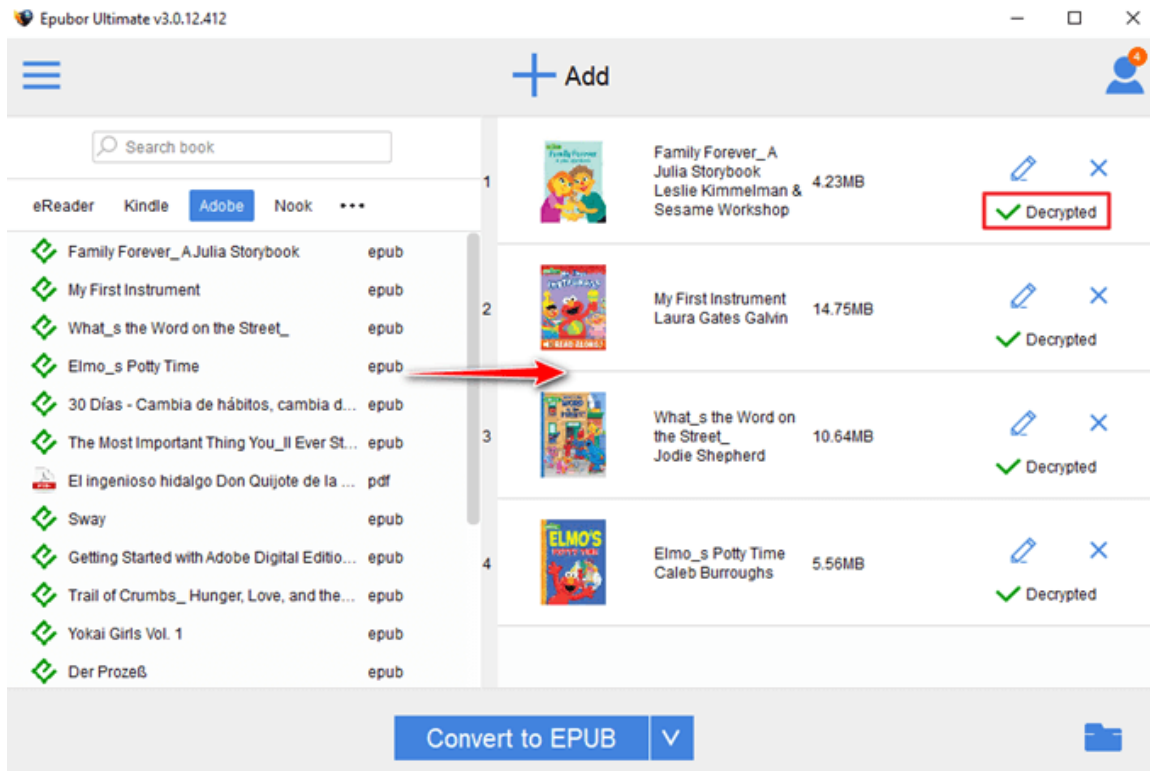 Epubor Ultimate v3.0.12.412
Add
4
Search book
eReader Kindle Adobe Nook •••
Family Forever_A Julia Storybook epub
My First Instrument epub
What_s the Word on the Street_ epub
Elmo_s Potty Time epub
30 Días - Cambia de hábitos, cambia d... epub
The Most Important Thing You_ll Ever St... epub
El ingenioso hidalgo Don Quijote de la ... pdf
Sway epub
Getting Started with Adobe Digital Editio... epub
Trail of Crumbs_ Hunger, Love, and the... epub
Yokai Girls Vol. 1 epub
Der Prozeß epub
1
Family Forever_A
Julia Storybook
Leslie Kimmelman &
Sesame Workshop
4.23MB
Decrypted
2
My First Instrument
Laura Gates Galvin
14.75MB
Decrypted
3
What_s the Word on
the Street_
Jodie Shepherd
10.64MB
Decrypted
4
ELMO'S
Elmo_s Potty Time
Caleb Burroughs
5.56MB
Decrypted
Convert to EPUB